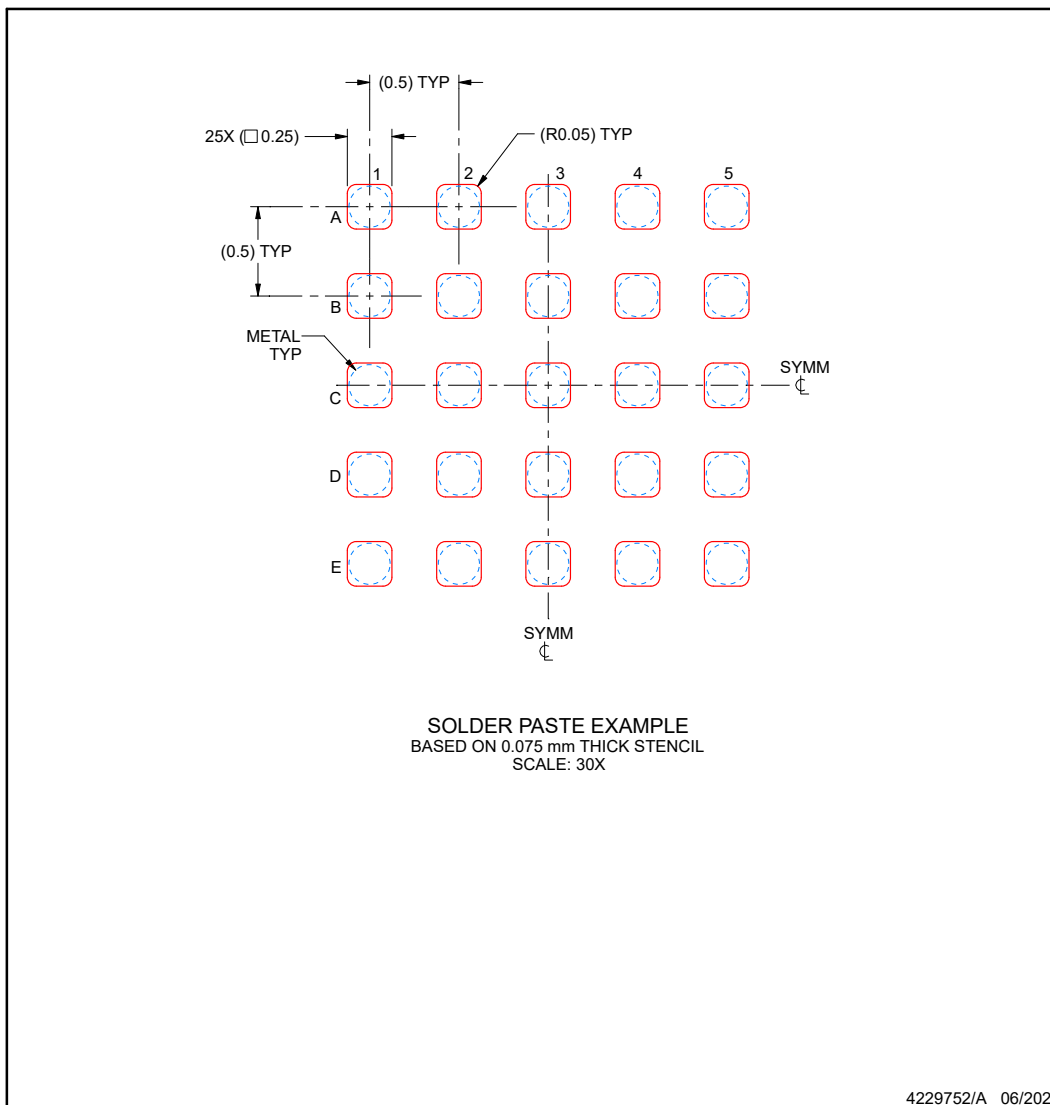 (0.5) TYP
25X (□ 0.25)
(R0.05) TYP
1 2 3 4 5
A
(0.5) TYP
B
METAL
TYP
SYMM
℄
C
D
E
SYMM
℄
SOLDER PASTE EXAMPLE
BASED ON 0.075 mm THICK STENCIL
SCALE: 30X
4229752/A 06/202